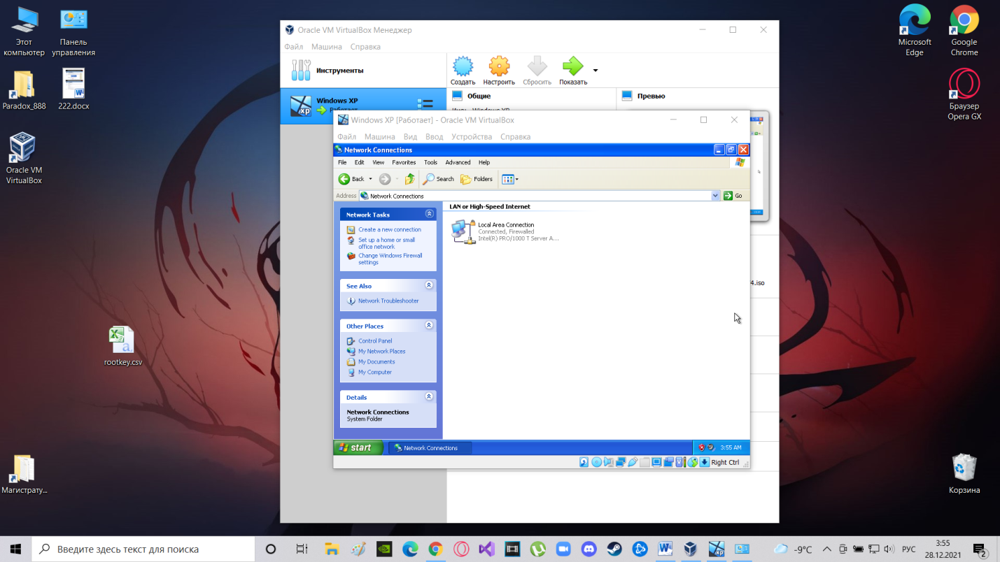 Этот
компьютер
Панель
управления
Paradox_888
222.docx
Oracle VM
VirtualBox
rootkey.csv
Магистрату...
Microsoft
Edge
Google
Chrome
Браузер
Opera GX
Корзина
Oracle VM VirtualBox Менеджер
Файл Машина Справка
Инструменты
Создать Настроить Сбросить Показать
Windows XP
Общие
Превью
4.iso
Windows XP [Работает] - Oracle VM VirtualBox
Файл Машина Вид Ввод Устройства Справка
Network Connections
File Edit View Favorites Tools Advanced Help
Back Search Folders
Address Network Connections Go
Network Tasks
Create a new connection
Set up a home or small
office network
Change Windows Firewall
settings
See Also
Network Troubleshooter
Other Places
Control Panel
My Network Places
My Documents
My Computer
Details
Network Connections
System Folder
LAN or High-Speed Internet
Local Area Connection
Connected, Firewalled
Intel(R) PRO/1000 T Server A...
start Network Connections 3:55 AM
Right Ctrl
Введите здесь текст для поиска
-9°C
РУС
3:55
28.12.2021
2